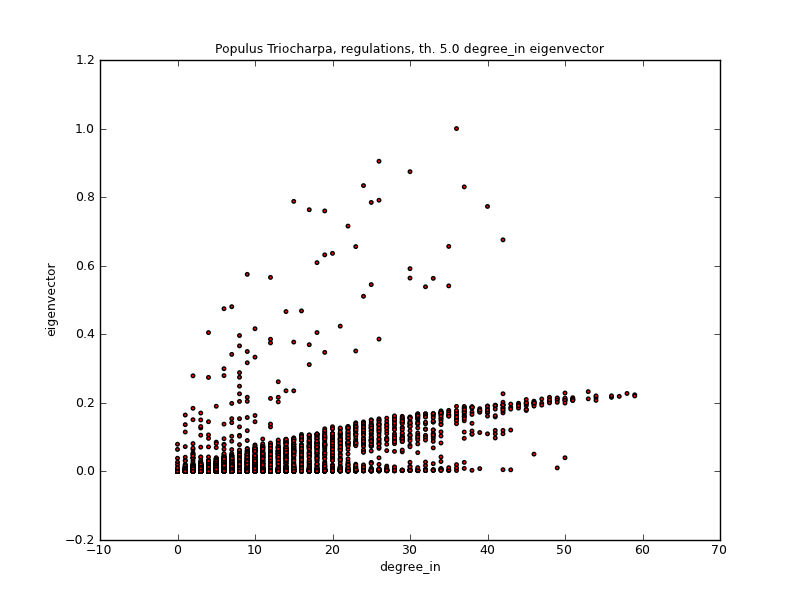 Populus Triocharpa, regulations, th. 5.0 degree_in eigenvector
1.2
1.0
0.8
0.6
0.4
0.2
0.0
−0.2
eigenvector
−10 0 10 20 30 40 50 60 70
degree_in